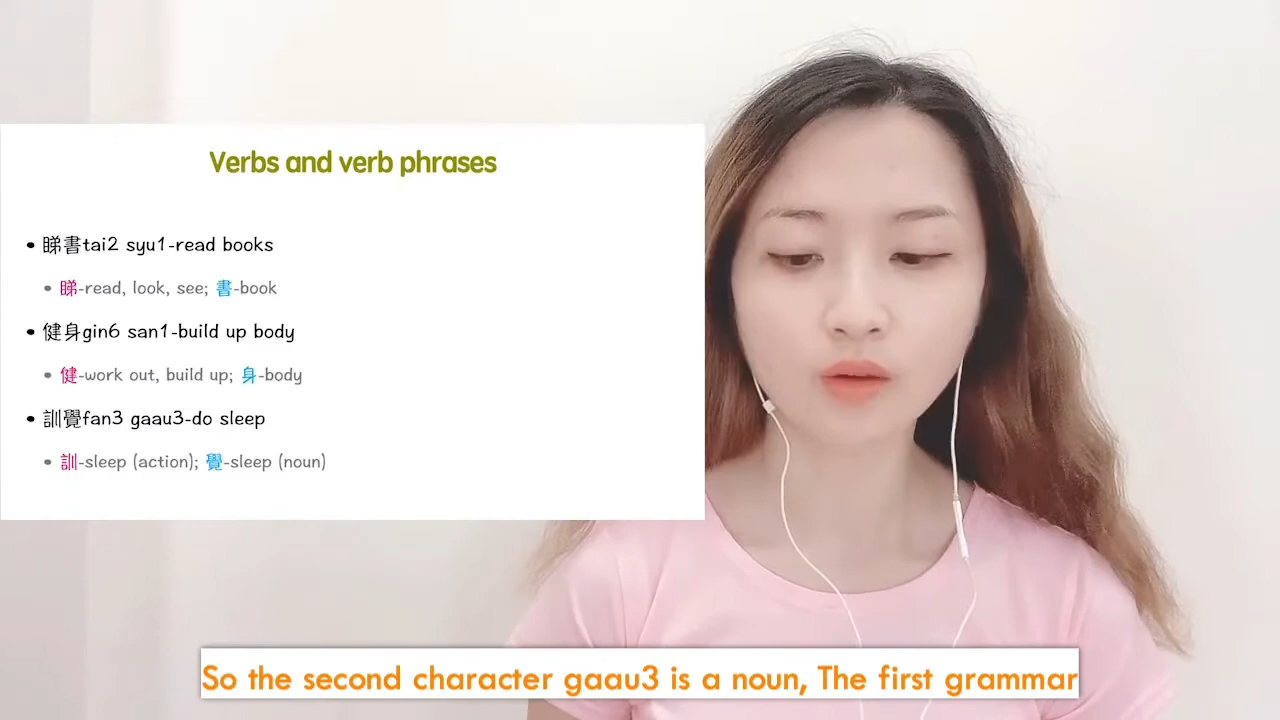 Verbs and verb phrases
• 睇書tai2 syu1-read books
• 睇-read, look, see; 書-book
• 健身gin6 san1-build up body
• 健-work out, build up; 身-body
• 訓覺fan3 gaau3-do sleep
• 訓-sleep (action); 覺-sleep (noun)
So the second character gaau3 is a noun, The first grammar